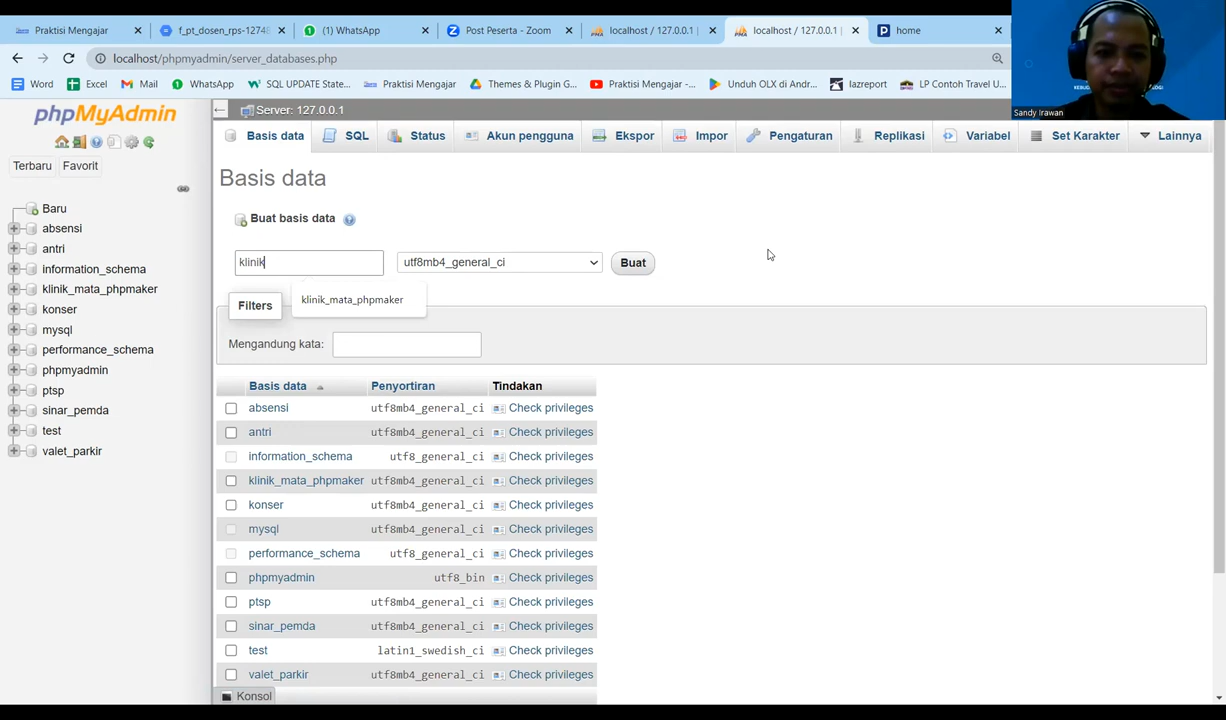 Praktisi Mengajar
f_pt_dosen_rps-12748
(1) WhatsApp
Post Peserta - Zoom
localhost / 127.0.0.1 |
localhost / 127.0.0.1 |
home
localhost/phpmyadmin/server_databases.php
Word
Excel
Mail
WhatsApp
SQL UPDATE State...
Praktisi Mengajar
Themes & Plugin G...
Praktisi Mengajar -...
Unduh OLX di Andr...
lazreport
LP Contoh Travel U...
Sandy Irawan
phpMyAdmin
Terbaru
Favorit
Baru
absensi
antri
information_schema
klinik_mata_phpmaker
konser
mysql
performance_schema
phpmyadmin
ptsp
sinar_pemda
test
valet_parkir
Server: 127.0.0.1
Basis data
SQL
Status
Akun pengguna
Ekspor
Impor
Pengaturan
Replikasi
Variabel
Set Karakter
Lainnya
Basis data
Buat basis data
klinik
utf8mb4_general_ci
Buat
klinik_mata_phpmaker
Filters
Mengandung kata:
Basis data Penyortiran Tindakan
absensi utf8mb4_general_ci Check privileges
antri utf8mb4_general_ci Check privileges
information_schema utf8_general_ci Check privileges
klinik_mata_phpmaker utf8mb4_general_ci Check privileges
konser utf8mb4_general_ci Check privileges
mysql utf8mb4_general_ci Check privileges
performance_schema utf8_general_ci Check privileges
phpmyadmin utf8_bin Check privileges
ptsp utf8mb4_general_ci Check privileges
sinar_pemda utf8mb4_general_ci Check privileges
test latin1_swedish_ci Check privileges
valet_parkir utf8mb4_general_ci Check privileges
Konsol